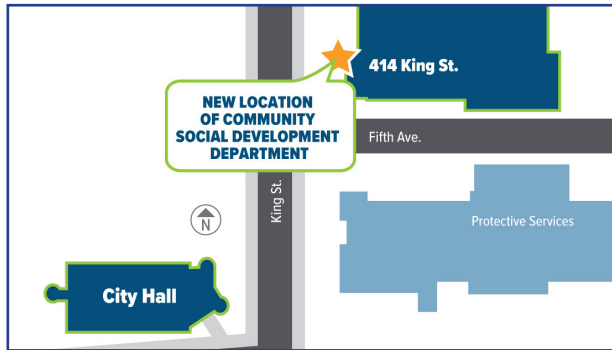 414 King St.
NEW LOCATION
OF COMMUNITY
SOCIAL DEVELOPMENT
DEPARTMENT
Fifth Ave.
King St.
N
Protective Services
City Hall